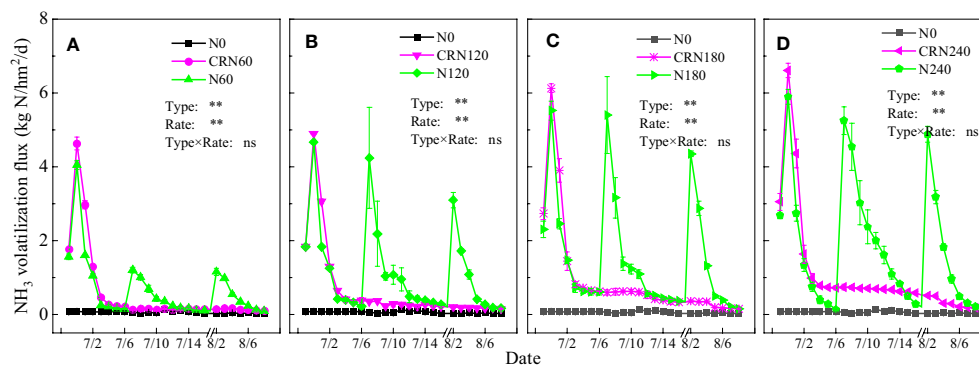 NH₃ volatilization flux (kg N/hm²/d)
8
6
4
2
0
A
N0
CRN60
N60
Type: **
Rate: **
Type×Rate: ns
7/2 7/6 7/10 7/14 8/2 8/6
B
N0
CRN120
N120
Type: **
Rate: **
Type×Rate: ns
7/2 7/6 7/10 7/14 8/2 8/6
C
N0
CRN180
N180
Type: **
Rate: **
Type×Rate: ns
7/2 7/6 7/10 7/14 8/2 8/6
D
N0
CRN240
N240
Type: **
Rate: **
Type×Rate: ns
7/2 7/6 7/10 7/14 8/2 8/6
Date